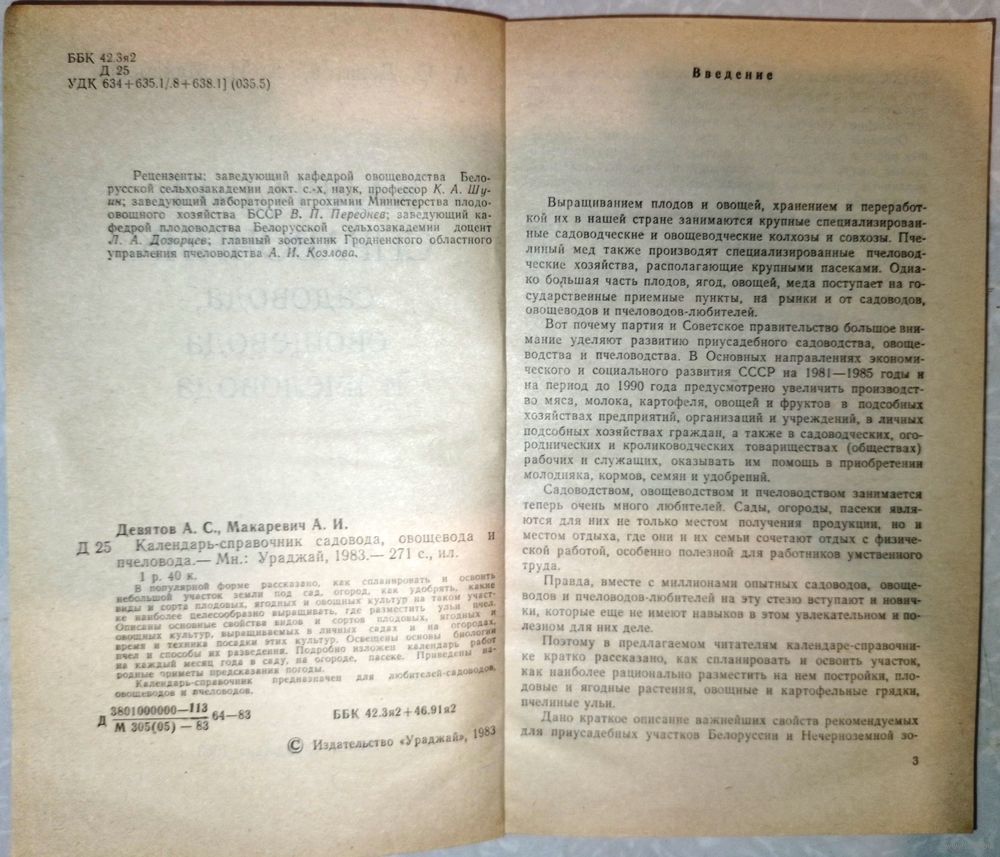 ББК 42.3я2
Д 25
УДК 634+635.1/.8+638.1] (035.5)
Рецензенты: заведующий кафедрой овощеводства Бело-
русской сельхозакадемии докт. с.-х, наук, профессор К. А. Шу-
ин; заведующий лабораторией агрохимии Министерства плодо-
овощного хозяйства БССР В. П. Переднев; заведующий ка-
федрой плодоводства Белорусской сельхозакадемии доцент
Л. А. Дозорцев; главный зоотехник Гродненского областного
управления пчеловодства А. И. Козлова.
Девятов А. С., Макаревич А. И.
Д 25 Календарь-справочник садовода, овощевода и
пчеловода.— Мн.: Ураджай, 1983.— 271 с., ил.
1 р. 40 к.
В популярной форме рассказано, как спланировать и освоить
небольшой участок земли под сад, огород, как удобрять, какие
виды и сорта плодовых, ягодных и овощных культур на таком участ-
ке наиболее целесообразно выращивать, где разместить ульи пчел.
Описаны основные свойства видов и сортов плодовых, ягодных и
овощных культур, выращиваемых в личных садах и на огородах,
время и техника посадки этих культур. Освещены основы биологии
пчел и способы их разведения. Подробно изложен календарь работ
на каждый месяц года в саду, на огороде, пасеке. Приведены на-
родные приметы предсказания погоды.
Календарь-справочник предназначен для любителей-садоводов,
овощеводов и пчеловодов.
Д 3801000000—113
М 305(05) — 83 64—83 ББК 42.3я2+46.91я2
© Издательство «Ураджай», 1983
Введение
Выращиванием плодов и овощей, хранением и переработ-
кой их в нашей стране занимаются крупные специализирован-
ные садоводческие и овощеводческие колхозы и совхозы. Пче-
линый мед также производят специализированные пчеловод-
ческие хозяйства, располагающие крупными пасеками. Одна-
ко большая часть плодов, ягод, овощей, меда поступает на го-
сударственные приемные пункты, на рынки и от садоводов,
овощеводов и пчеловодов-любителей.
Вот почему партия и Советское правительство большое вни-
мание уделяют развитию приусадебного садоводства, овоще-
водства и пчеловодства. В Основных направлениях экономи-
ческого и социального развития СССР на 1981—1985 годы и
на период до 1990 года предусмотрено увеличить производст-
во мяса, молока, картофеля, овощей и фруктов в подсобных
хозяйствах предприятий, организаций и учреждений, в личных
подсобных хозяйствах граждан, а также в садоводческих, ого-
роднических и кролиководческих товариществах (обществах)
рабочих и служащих, оказывать им помощь в приобретении
молодняка, кормов, семян и удобрений.
Садоводством, овощеводством и пчеловодством занимается
теперь очень много любителей. Сады, огороды, пасеки явля-
ются для них не только местом получения продукции, но и
местом отдыха, где они и их семьи сочетают отдых с физичес-
кой работой, особенно полезной для работников умственного
труда.
Правда, вместе с миллионами опытных садоводов, овоще-
водов и пчеловодов-любителей на эту стезю вступают и нович-
ки, которые еще не имеют навыков в этом увлекательном и по-
лезном для них деле.
Поэтому в предлагаемом читателям календаре-справочни-
ке кратко рассказано, как спланировать и освоить участок,
как наиболее рационально разместить на нем постройки, пло-
довые и ягодные растения, овощные и картофельные грядки,
пчелиные ульи.
Дано краткое описание важнейших свойств рекомендуемых
для приусадебных участков Белоруссии и Нечерноземной зо-
3